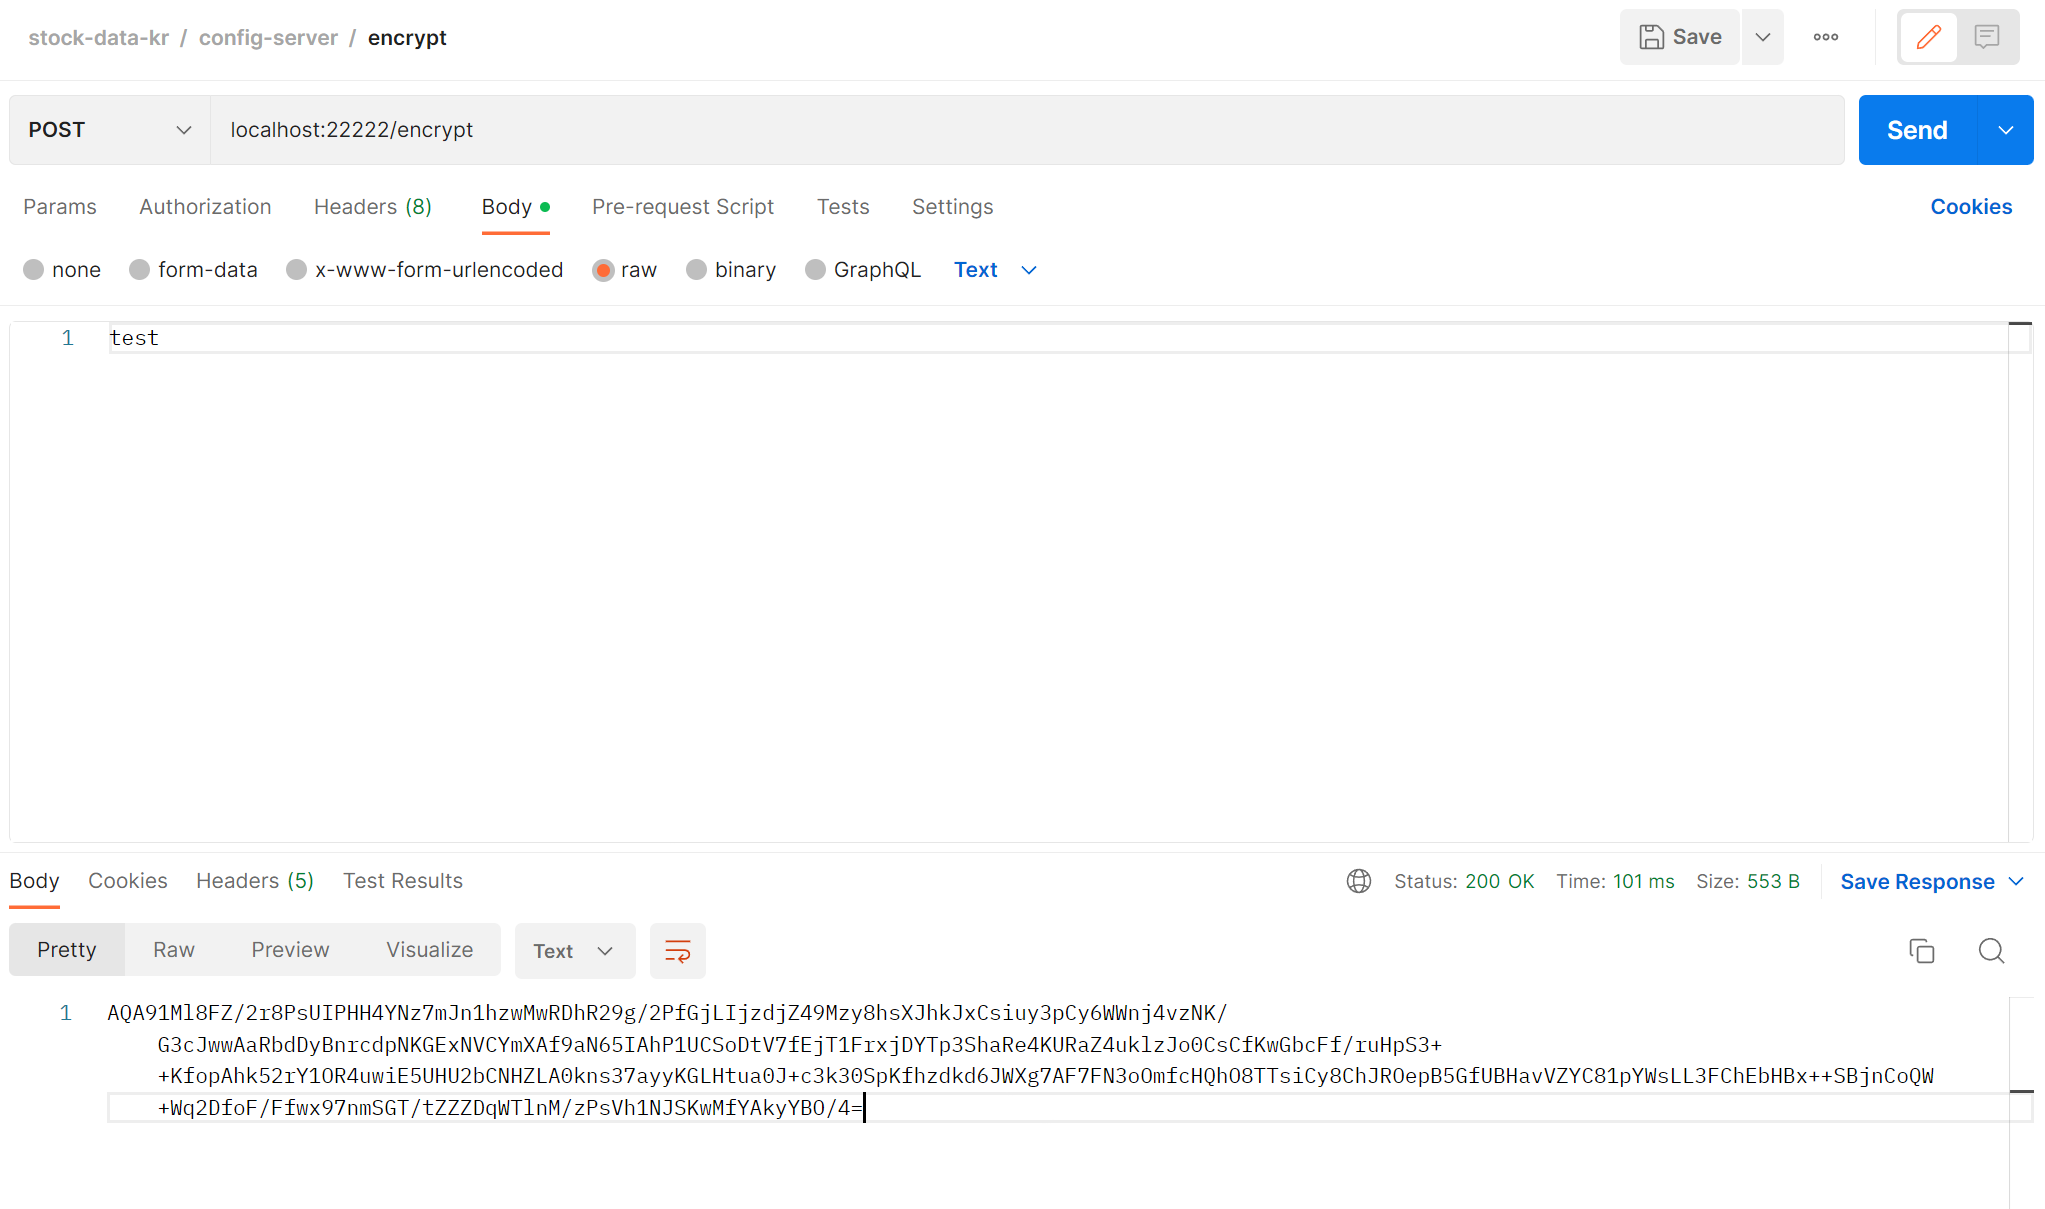 stock-data-kr / config-server / encrypt
Save
POST
localhost:22222/encrypt
Send
Params Authorization Headers (8) Body Pre-request Script Tests Settings Cookies
none form-data x-www-form-urlencoded raw binary GraphQL Text
1 test
Body Cookies Headers (5) Test Results Status: 200 OK Time: 101 ms Size: 553 B Save Response
Pretty Raw Preview Visualize Text
1 AQA91Ml8FZ/2r8PsUIPHH4YNz7mJn1hzwMwRDhR29g/2PfGjLIjzdjZ49Mzy8hsXJhkJxCsiuy3pCy6WWnj4vzNK/
G3cJwwAaRbdDyBnrcdpNKGExNVCYmXAf9aN65IAhP1UCSoDtV7fEjT1FrxjDYTp3ShaRe4KURaZ4uklzJo0CsCfKwGbcFf/ruHpS3+
+KfopAhk52rY1OR4uwiE5UHU2bCNHZLA0kns37ayyKGLHtua0J+c3k30SpKfhzdkd6JWXg7AF7FN3oOmfcHQhO8TTsiCy8ChJROepB5GfUBHavVZYC81pYWsLL3FChEbHBx++SBjnCoQW
+Wq2DfoF/Ffwx97nmSGT/tZZZDqWTlnM/zPsVh1NJSKwMfYAkyYBO/4=